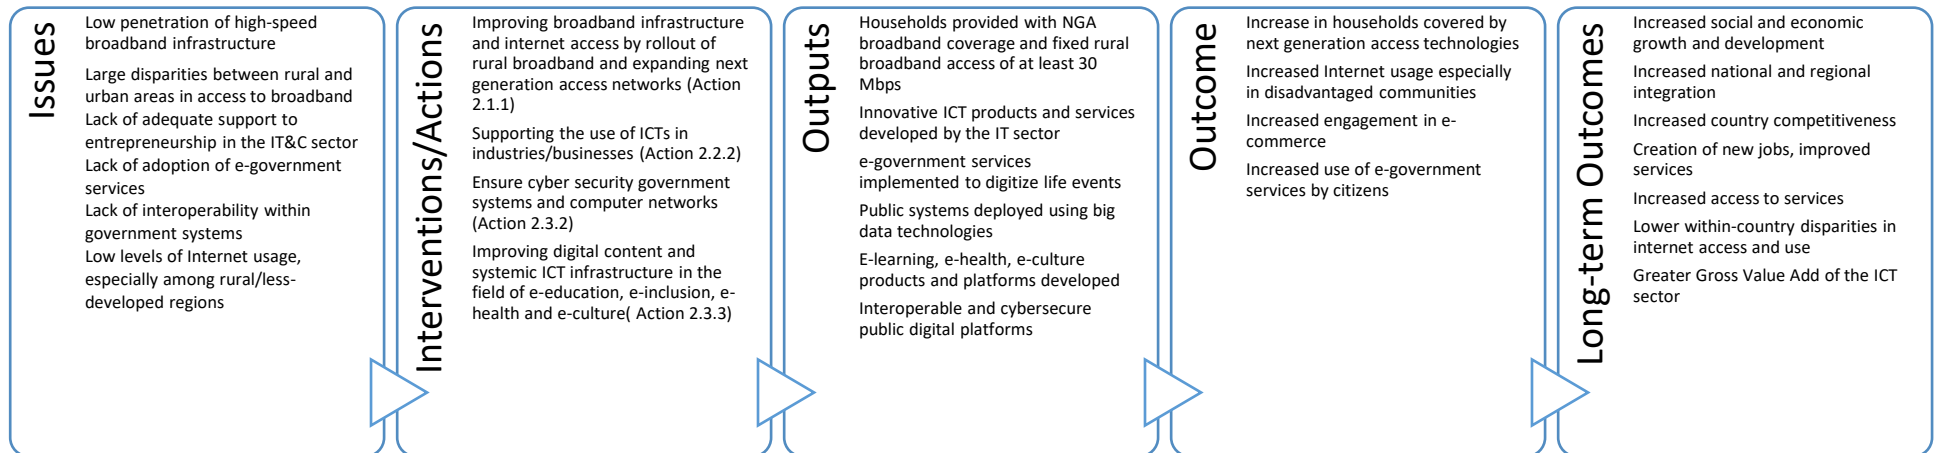 Issues
Low penetration of high-speed
broadband infrastructure
Large disparities between rural and
urban areas in access to broadband
Lack of adequate support to
entrepreneurship in the IT&C sector
Lack of adoption of e-government
services
Lack of interoperability within
government systems
Low levels of Internet usage,
especially among rural/less-
developed regions
Interventions/Actions
Improving broadband infrastructure
and internet access by rollout of
rural broadband and expanding next
generation access networks (Action
2.1.1)
Supporting the use of ICTs in
industries/businesses (Action 2.2.2)
Ensure cyber security government
systems and computer networks
(Action 2.3.2)
Improving digital content and
systemic ICT infrastructure in the
field of e-education, e-inclusion, e-
health and e-culture( Action 2.3.3)
Outputs
Households provided with NGA
broadband coverage and fixed rural
broadband access of at least 30
Mbps
Innovative ICT products and services
developed by the IT sector
e-government services
implemented to digitize life events
Public systems deployed using big
data technologies
E-learning, e-health, e-culture
products and platforms developed
Interoperable and cybersecure
public digital platforms
Outcome
Increase in households covered by
next generation access technologies
Increased Internet usage especially
in disadvantaged communities
Increased engagement in e-
commerce
Increased use of e-government
services by citizens
Long-term Outcomes
Increased social and economic
growth and development
Increased national and regional
integration
Increased country competitiveness
Creation of new jobs, improved
services
Increased access to services
Lower within-country disparities in
internet access and use
Greater Gross Value Add of the ICT
sector